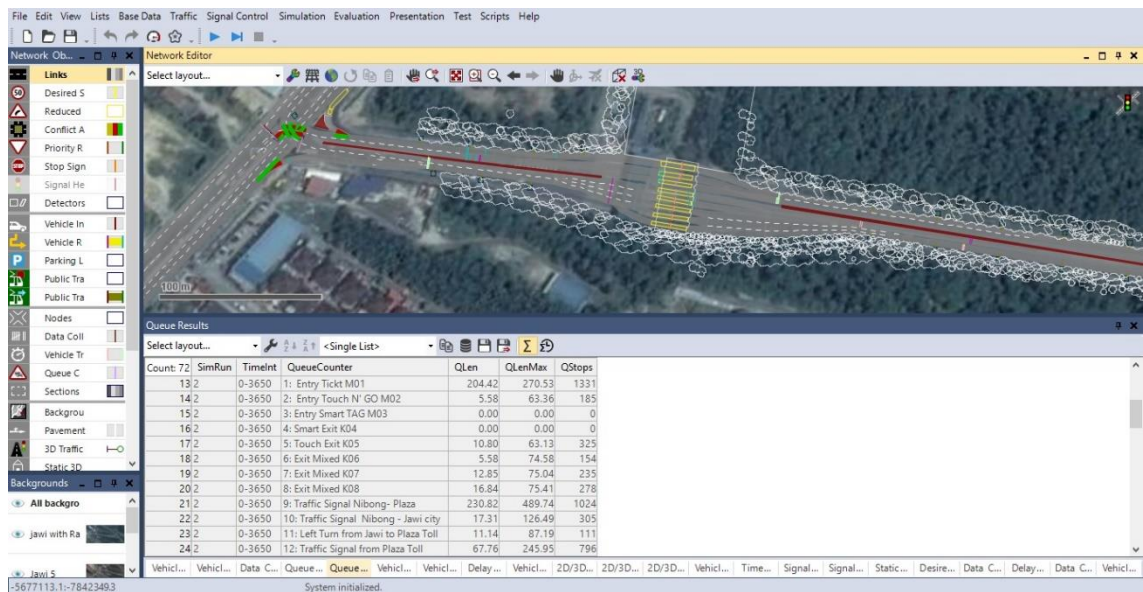 File Edit View Lists Base Data Traffic Signal Control Simulation Evaluation Presentation Test Scripts Help
Network Ob...
Network Editor
Select layout...
Links
50 Desired S
Reduced
Conflict A
Priority R
STOP Stop Sign
Signal He
Detectors
Vehicle In
Vehicle R
P Parking L
Public Tra
Public Tra
Nodes
Data Coll
Vehicle Tr
Queue C
Sections
Backgrou
Pavement
3D Traffic
Static 3D
Backgrounds
All backgro
jawi with Ra
Jawi 5
100 m
Queue Results
Select layout... <Single List>
Count: 72 SimRun TimeInt QueueCounter QLen QLenMax QStops
13 2 0-3650 1: Entry Tickt M01 204.42 270.53 1331
14 2 0-3650 2: Entry Touch N' GO M02 5.58 63.36 185
15 2 0-3650 3: Entry Smart TAG M03 0.00 0.00 0
16 2 0-3650 4: Smart Exit K04 0.00 0.00 0
17 2 0-3650 5: Touch Exit K05 10.80 63.13 325
18 2 0-3650 6: Exit Mixed K06 5.58 74.58 154
19 2 0-3650 7: Exit Mixed K07 12.85 75.04 235
20 2 0-3650 8: Exit Mixed K08 16.84 75.41 278
21 2 0-3650 9: Traffic Signal Nibong- Plaza 230.82 489.74 1024
22 2 0-3650 10: Traffic Signal Nibong - Jawi city 17.31 126.49 305
23 2 0-3650 11: Left Turn from Jawi to Plaza Toll 11.14 87.19 111
24 2 0-3650 12: Traffic Signal from Plaza Toll 67.76 245.95 796
Vehicl... Vehicl... Data C... Queue... Queue... Vehicl... Vehicl... Delay... Vehicl... 2D/3D... 2D/3D... 2D/3D... Vehicl... Time... Signal... Signal... Static... Desire... Data C... Delay... Data C... Vehicl...
-5677113.1:-7842349.3 System initialized.